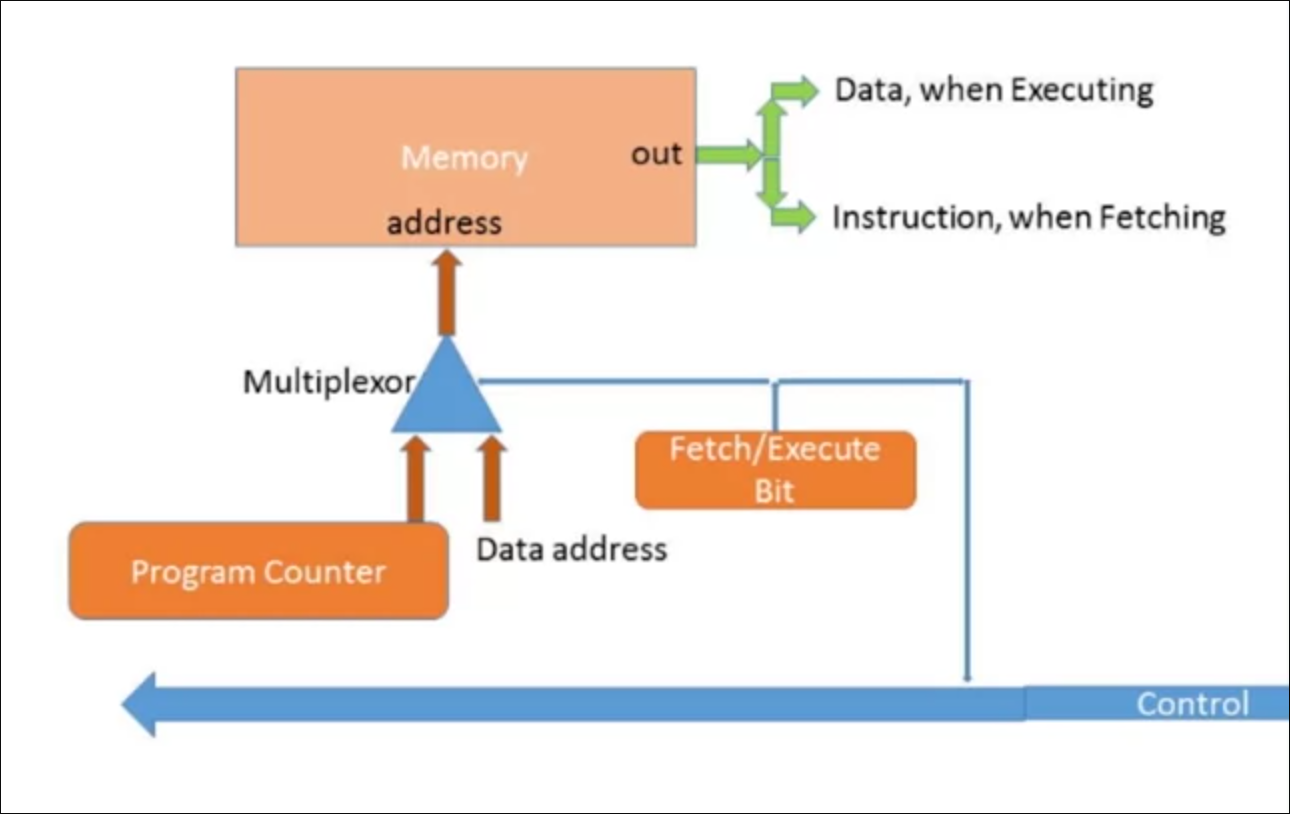 Data, when Executing
Memory
out
address
Instruction, when Fetching
Multiplexor
Fetch/Execute
Bit
Data address
Program Counter
Control